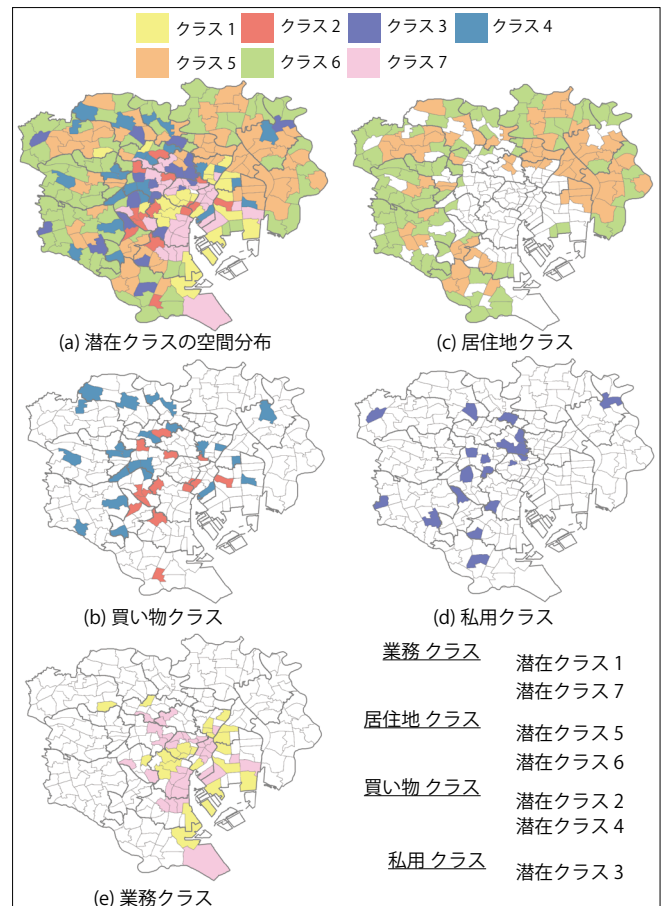 クラス 1 クラス 2 クラス 3 クラス 4
クラス 5 クラス 6 クラス 7
(a) 潜在クラスの空間分布
(c) 居住地クラス
(b) 買い物クラス
(d) 私用クラス
(e) 業務クラス
業務 クラス
潜在クラス 1
潜在クラス 7
居住地 クラス
潜在クラス 5
潜在クラス 6
買い物 クラス
潜在クラス 2
潜在クラス 4
私用 クラス
潜在クラス 3